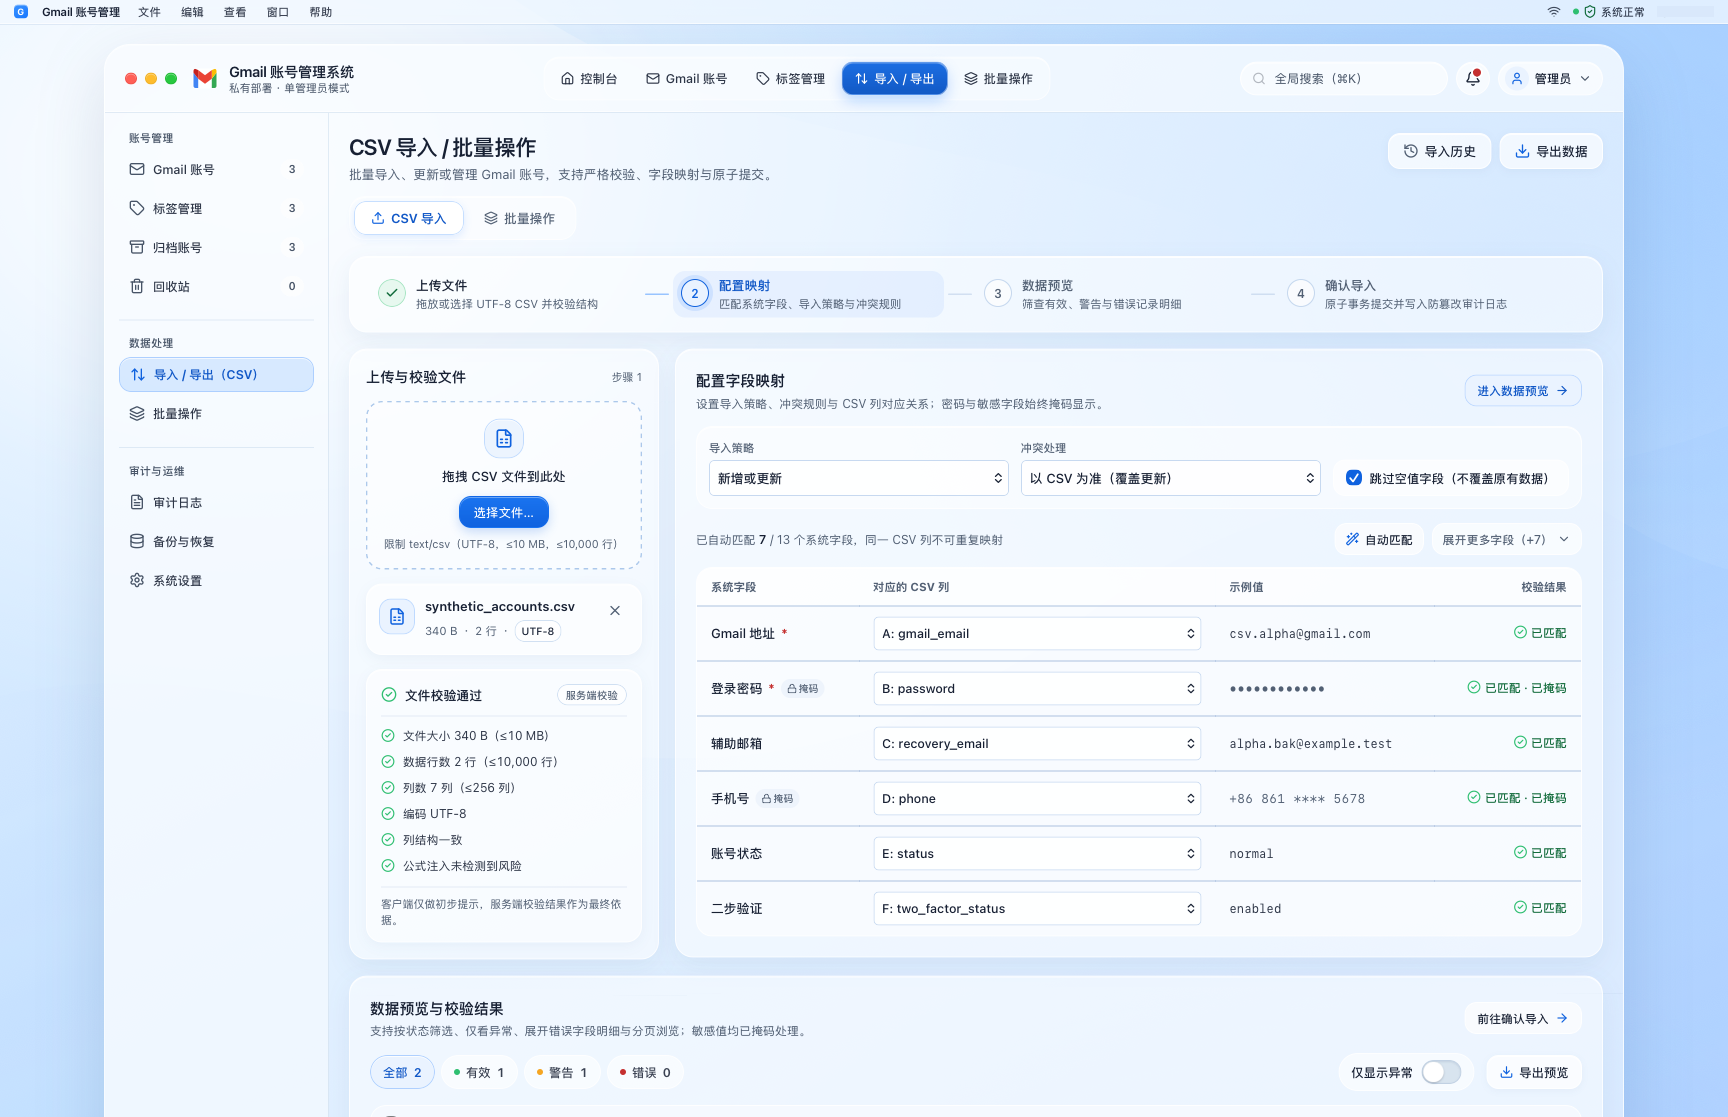 G Gmail 账号管理 文件 编辑 查看 窗口 帮助 系统正常
Gmail 账号管理系统
私有部署 · 单管理员模式
控制台 Gmail 账号 标签管理 导入 / 导出 批量操作
全局搜索（⌘K） 管理员
账号管理
Gmail 账号 3
标签管理 3
归档账号 3
回收站 0
数据处理
导入 / 导出（CSV）
批量操作
审计与运维
审计日志
备份与恢复
系统设置
CSV 导入 / 批量操作
批量导入、更新或管理 Gmail 账号，支持严格校验、字段映射与原子提交。
导入历史 导出数据
CSV 导入 批量操作
上传文件
拖放或选择 UTF-8 CSV 并校验结构
2 配置映射
匹配系统字段、导入策略与冲突规则
3 数据预览
筛查有效、警告与错误记录明细
4 确认导入
原子事务提交并写入防篡改审计日志
上传与校验文件 步骤 1
拖拽 CSV 文件到此处
选择文件...
限制 text/csv（UTF-8，≤10 MB，≤10,000 行）
synthetic_accounts.csv
340 B · 2 行 · UTF-8
文件校验通过 服务端校验
文件大小 340 B（≤10 MB）
数据行数 2 行（≤10,000 行）
列数 7 列（≤256 列）
编码 UTF-8
列结构一致
公式注入未检测到风险
客户端仅做初步提示，服务端校验结果作为最终依
据。
配置字段映射
设置导入策略、冲突规则与 CSV 列对应关系；密码与敏感字段始终掩码显示。
进入数据预览
导入策略 冲突处理
新增或更新 以 CSV 为准（覆盖更新） 跳过空值字段（不覆盖原有数据）
已自动匹配 7 / 13 个系统字段，同一 CSV 列不可重复映射
自动匹配 展开更多字段（+7）
系统字段 对应的 CSV 列 示例值 校验结果
Gmail 地址 * A: gmail_email csv.alpha@gmail.com 已匹配
登录密码 * 掩码 B: password ●●●●●●●●●●●● 已匹配 · 已掩码
辅助邮箱 C: recovery_email alpha.bak@example.test 已匹配
手机号 掩码 D: phone +86 861 **** 5678 已匹配 · 已掩码
账号状态 E: status normal 已匹配
二步验证 F: two_factor_status enabled 已匹配
数据预览与校验结果
支持按状态筛选、仅看异常、展开错误字段明细与分页浏览；敏感值均已掩码处理。
前往确认导入
全部 2 有效 1 警告 1 错误 0
仅显示异常 导出预览